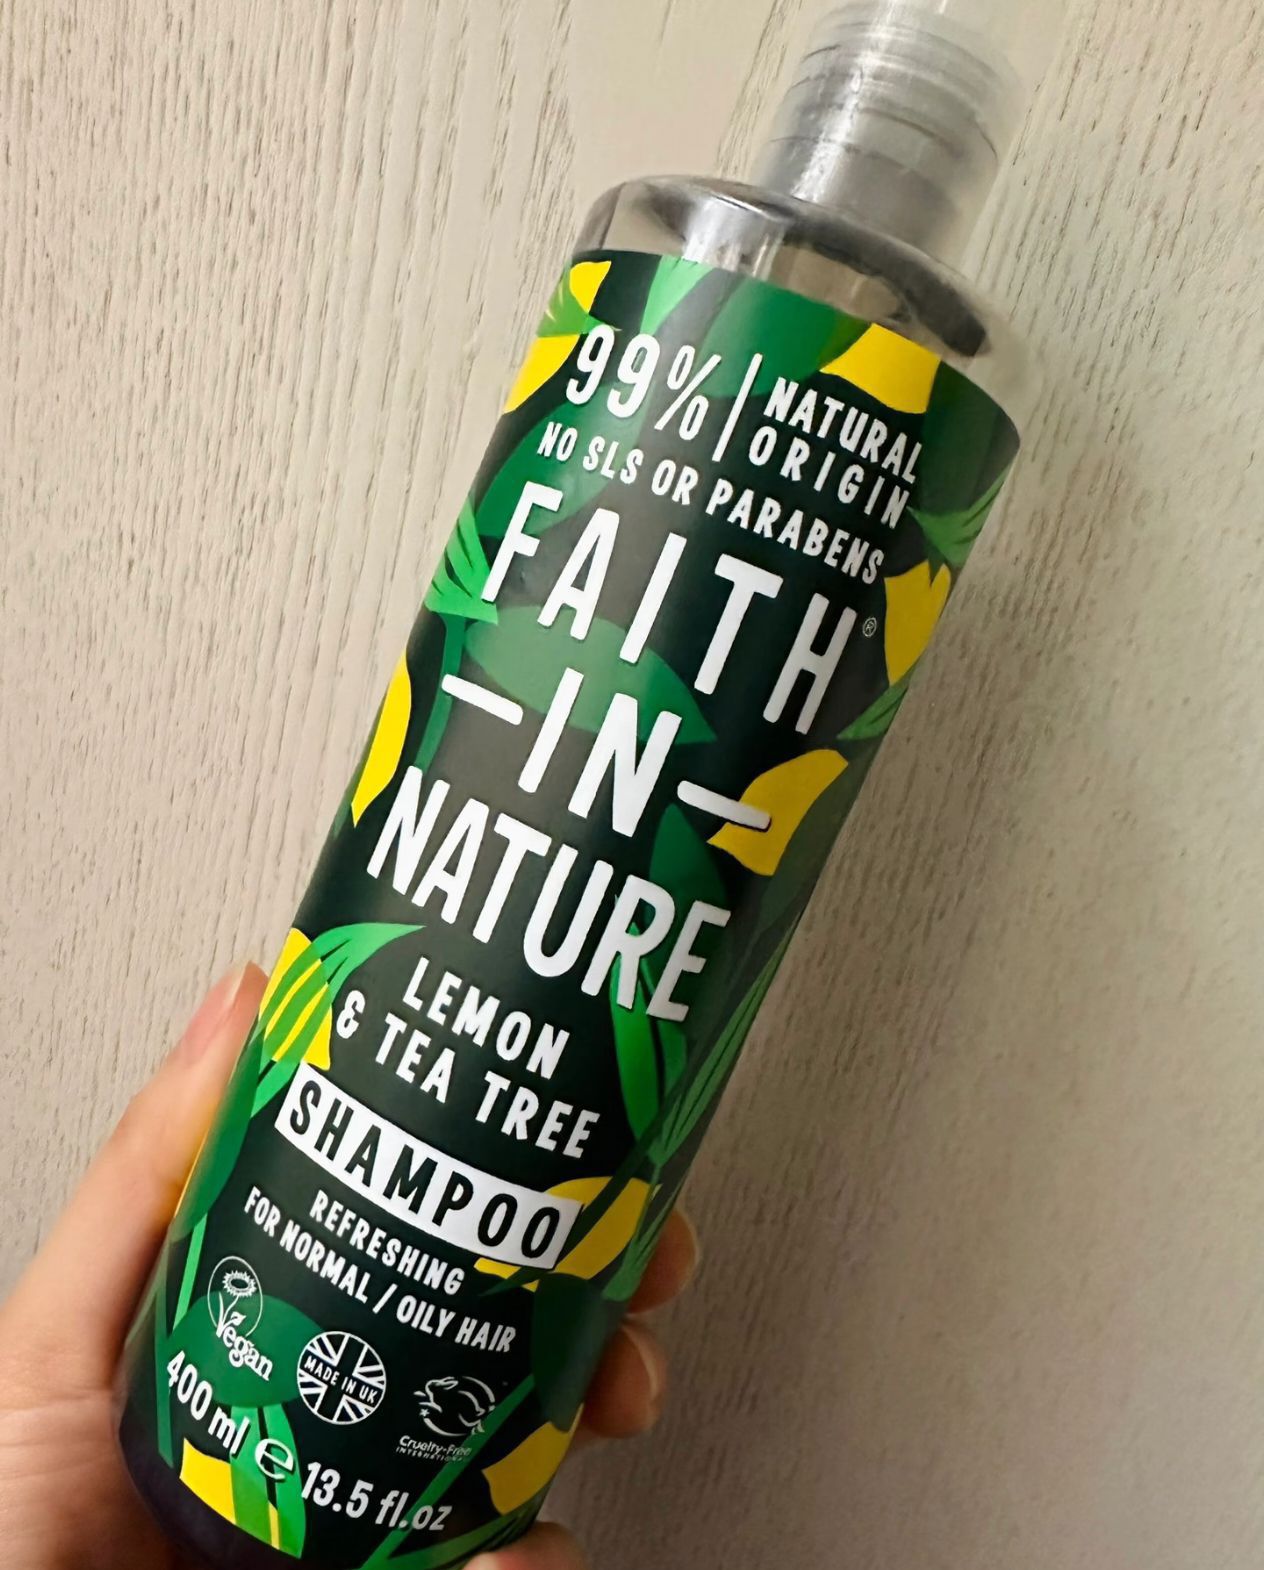 99% | NATURAL
ORIGIN
NO SLS OR PARABENS
FAITH®
—IN—
NATURE
LEMON
& TEA TREE
SHAMPOO
REFRESHING
FOR NORMAL / OILY HAIR
Vegan
MADE IN UK
Cruelty-Free
INTERNATIONAL
400 ml ℮ 13.5 fl.oz